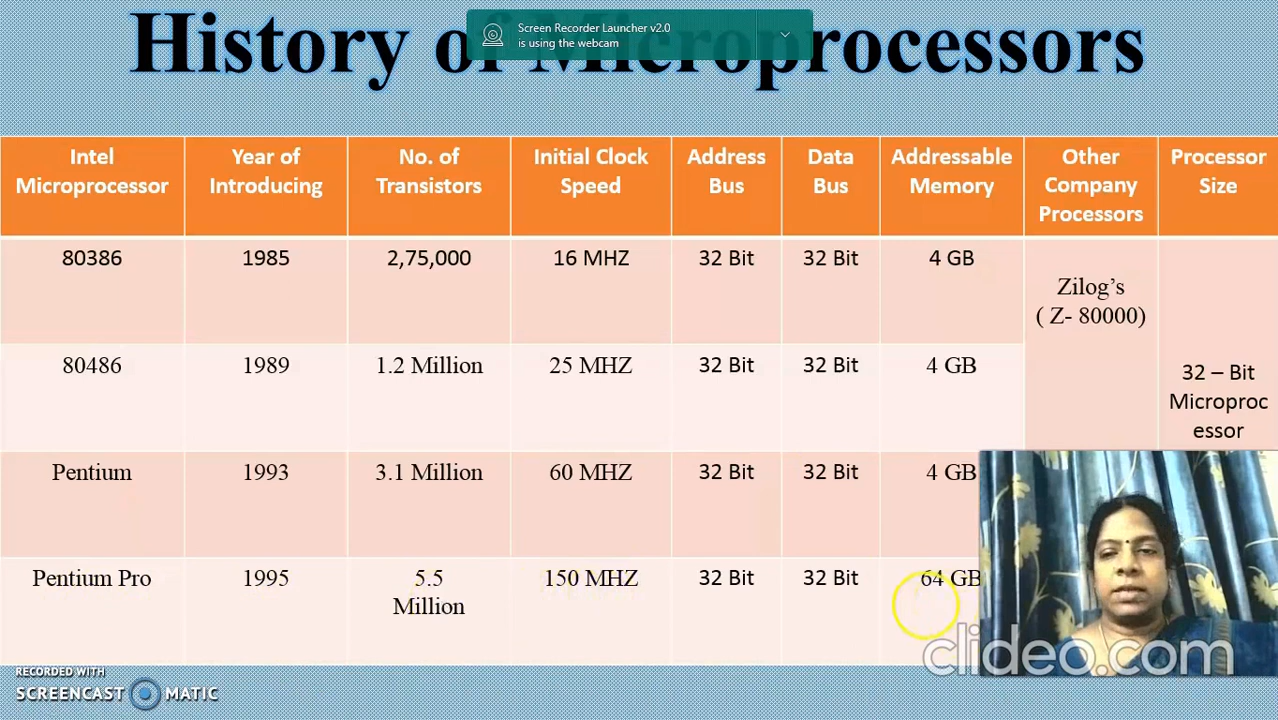 History of Microprocessors
Screen Recorder Launcher v2.0
is using the webcam
Intel
Microprocessor
Year of
Introducing
No. of
Transistors
Initial Clock
Speed
Address
Bus
Data
Bus
Addressable
Memory
Other
Company
Processors
Processor
Size
80386
1985
2,75,000
16 MHZ
32 Bit
32 Bit
4 GB
Zilog’s
( Z- 80000)
80486
1989
1.2 Million
25 MHZ
32 Bit
32 Bit
4 GB
32 – Bit
Microproc
essor
Pentium
1993
3.1 Million
60 MHZ
32 Bit
32 Bit
4 GB
Pentium Pro
1995
5.5
Million
150 MHZ
32 Bit
32 Bit
64 GB
clideo.com
RECORDED WITH
SCREENCAST MATIC